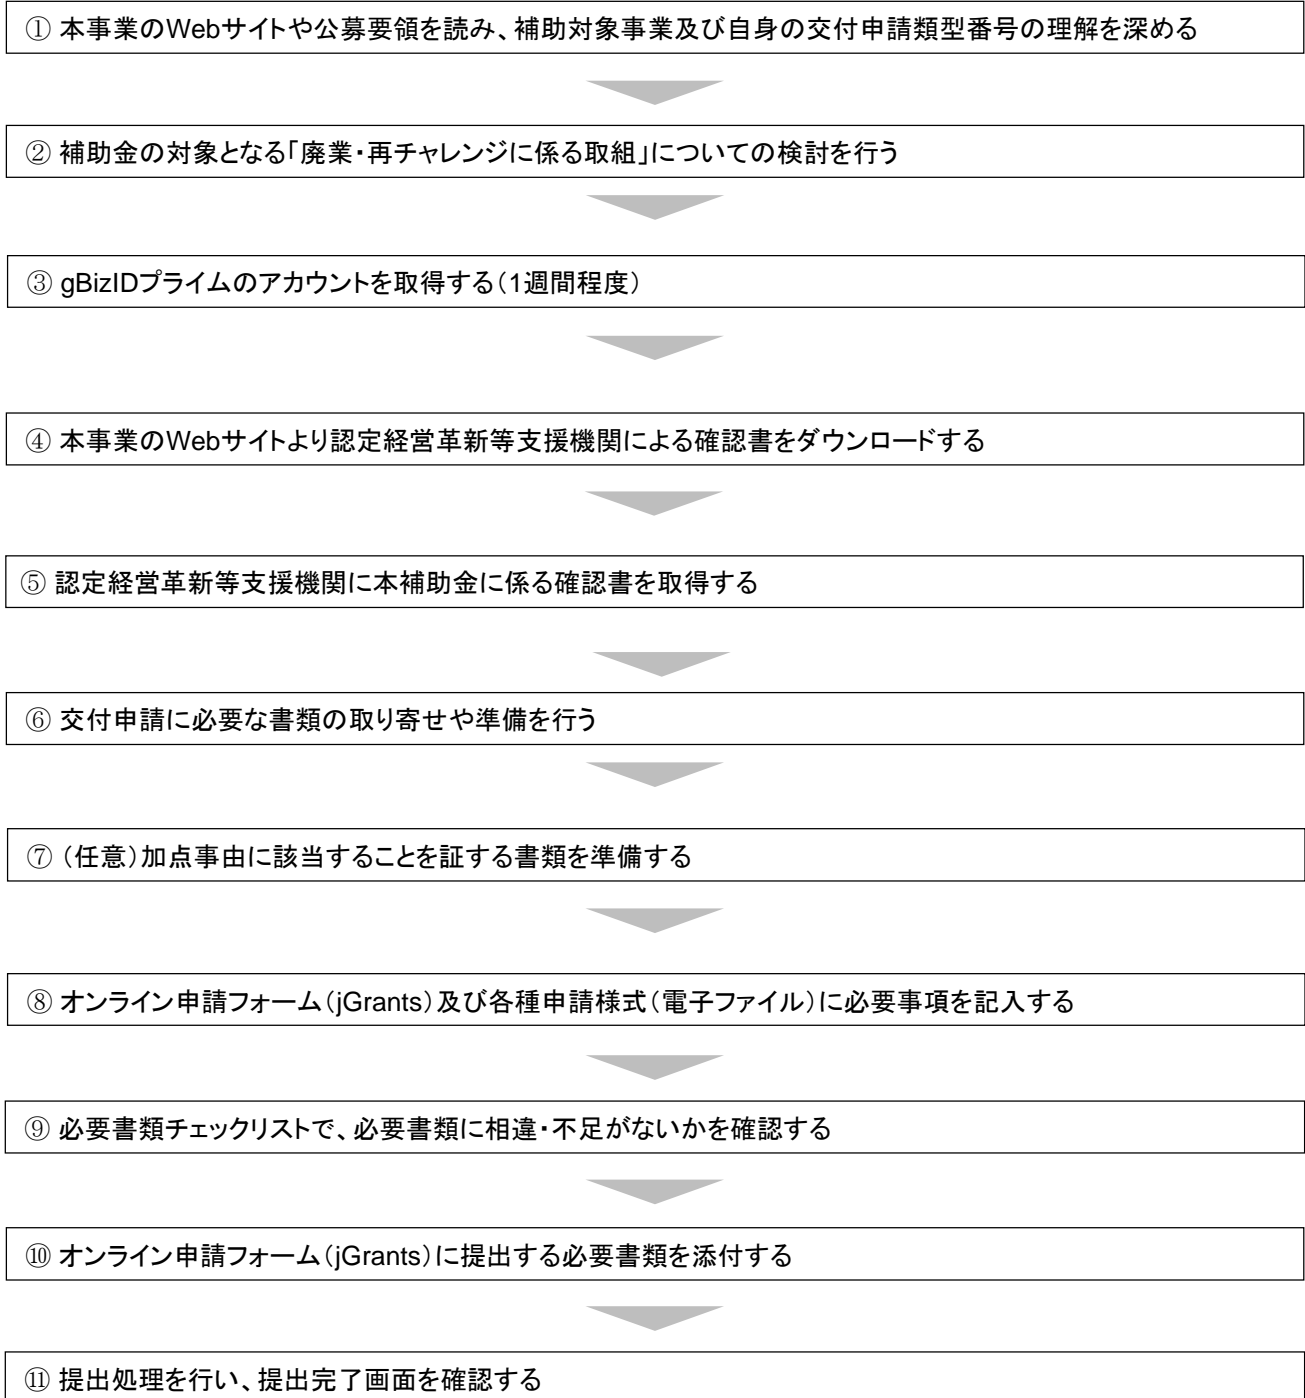 ① 本事業のWebサイトや公募要領を読み、補助対象事業及び自身の交付申請類型番号の理解を深める
② 補助金の対象となる「廃業・再チャレンジに係る取組」についての検討を行う
③ gBizIDプライムのアカウントを取得する（1週間程度）
④ 本事業のWebサイトより認定経営革新等支援機関による確認書をダウンロードする
⑤ 認定経営革新等支援機関に本補助金に係る確認書を取得する
⑥ 交付申請に必要な書類の取り寄せや準備を行う
⑦ （任意）加点事由に該当することを証する書類を準備する
⑧ オンライン申請フォーム（jGrants）及び各種申請様式（電子ファイル）に必要事項を記入する
⑨ 必要書類チェックリストで、必要書類に相違・不足がないかを確認する
⑩ オンライン申請フォーム（jGrants）に提出する必要書類を添付する
⑪ 提出処理を行い、提出完了画面を確認する